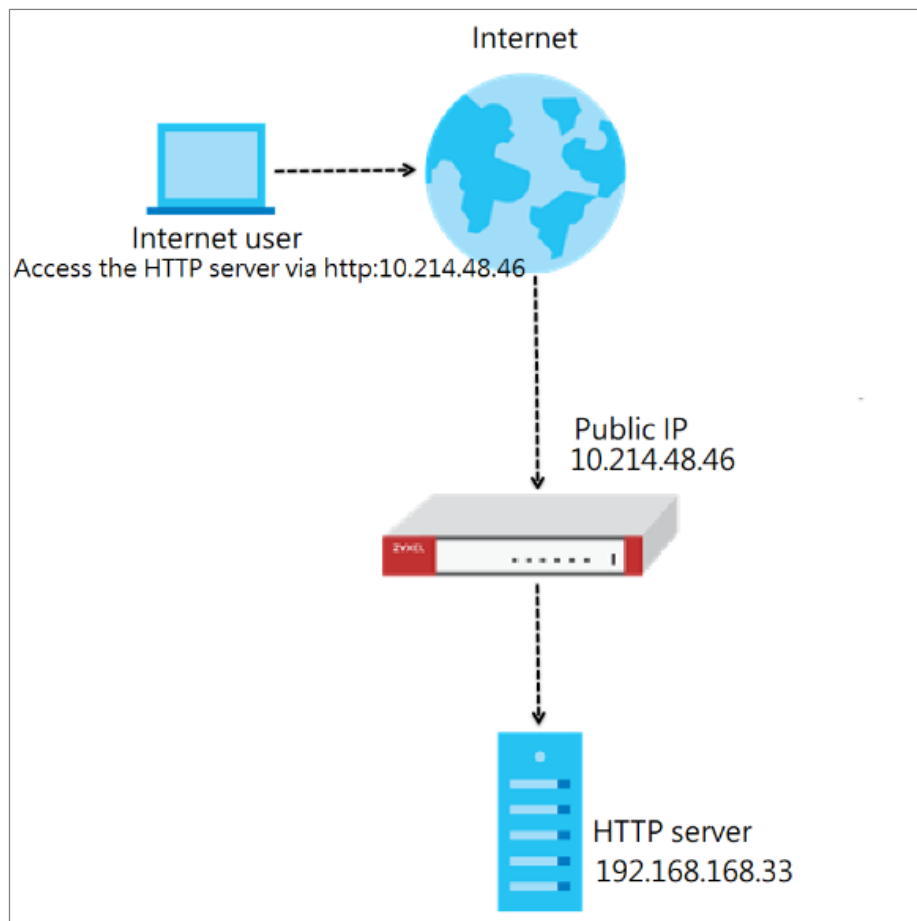 Internet
Internet user
Access the HTTP server via http:10.214.48.46
Public IP
10.214.48.46
ZYXEL
HTTP server
192.168.168.33